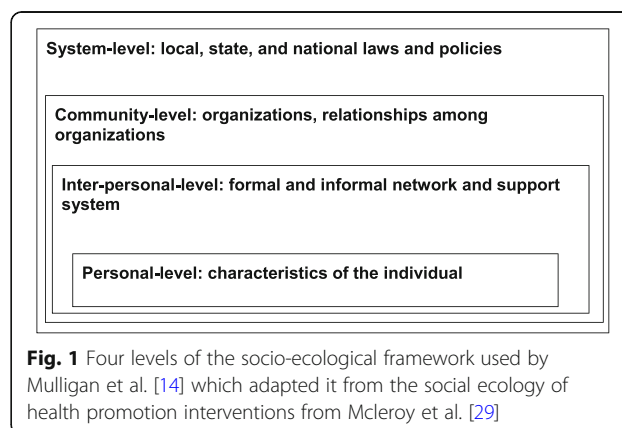 System-level: local, state, and national laws and policies
Community-level: organizations, relationships among
organizations
Inter-personal-level: formal and informal network and support
system
Personal-level: characteristics of the individual
Fig. 1 Four levels of the socio-ecological framework used by
Mulligan et al. [14] which adapted it from the social ecology of
health promotion interventions from Mcleroy et al. [29]